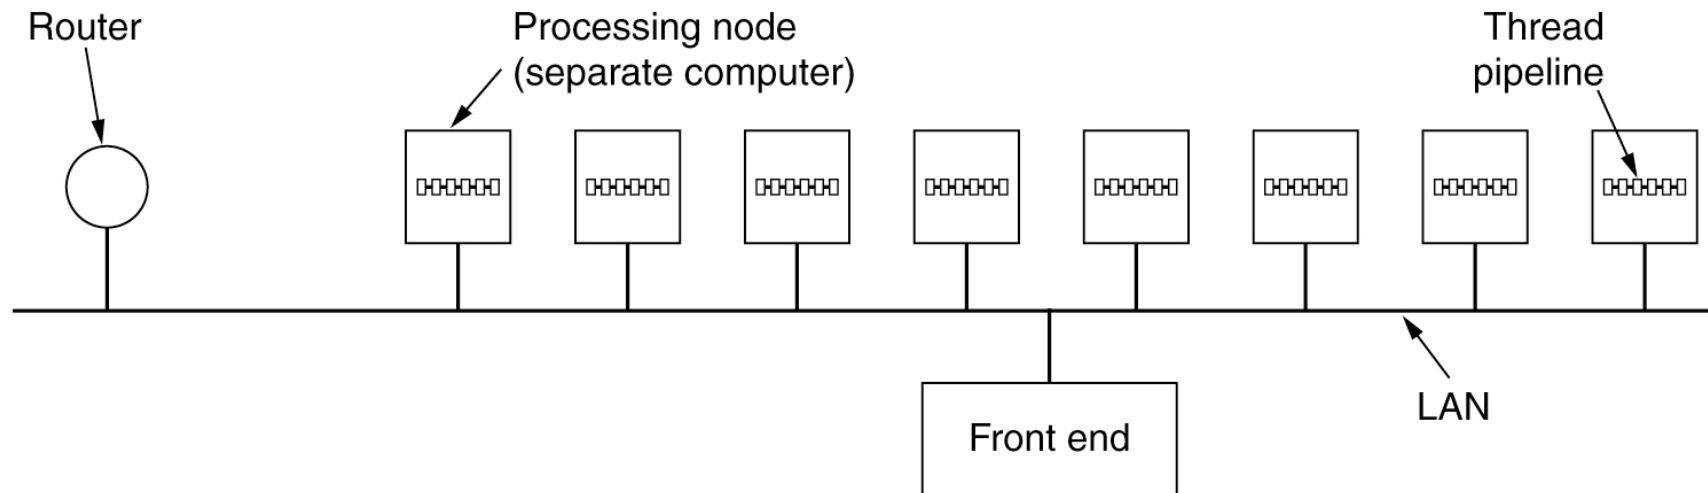 Router
Processing node
(separate computer)
Thread
pipeline
LAN
Front end